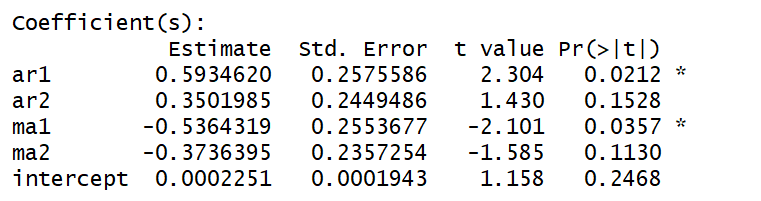 Coefficient(s):
Estimate Std. Error t value Pr(>|t|)
ar1 0.5934620 0.2575586 2.304 0.0212 *
ar2 0.3501985 0.2449486 1.430 0.1528
ma1 -0.5364319 0.2553677 -2.101 0.0357 *
ma2 -0.3736395 0.2357254 -1.585 0.1130
intercept 0.0002251 0.0001943 1.158 0.2468